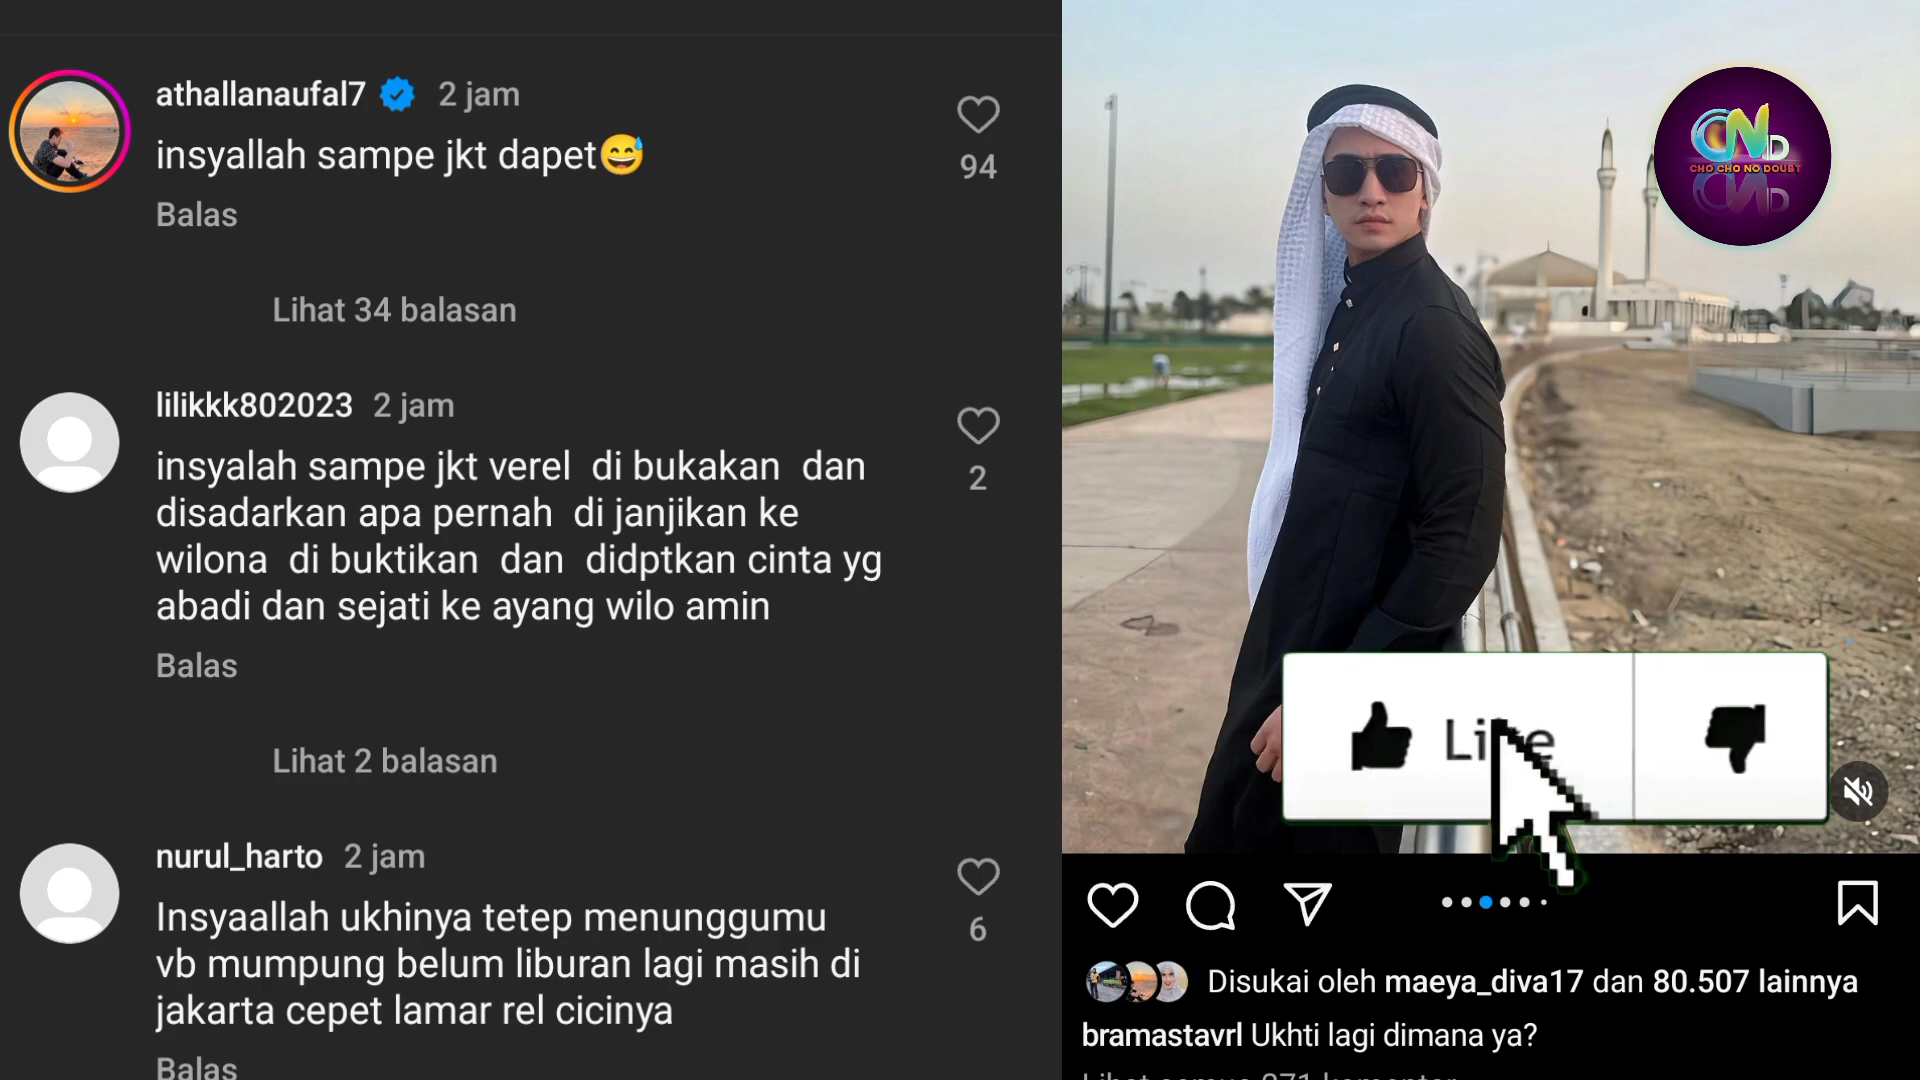 athallanaufal7 2 jam
insyallah sampe jkt dapet😅
94
Balas
Lihat 34 balasan
lilikkk802023 2 jam
insyalah sampe jkt verel di bukakan dan
disadarkan apa pernah di janjikan ke
wilona di buktikan dan didptkan cinta yg
abadi dan sejati ke ayang wilo amin
2
Balas
Lihat 2 balasan
nurul_harto 2 jam
Insyaallah ukhinya tetep menunggumu
vb mumpung belum liburan lagi masih di
jakarta cepet lamar rel cicinya
6
Balas
CND
CHO CHO NO DOUBT
Disukai oleh maeya_diva17 dan 80.507 lainnya
bramastavrl Ukhti lagi dimana ya?